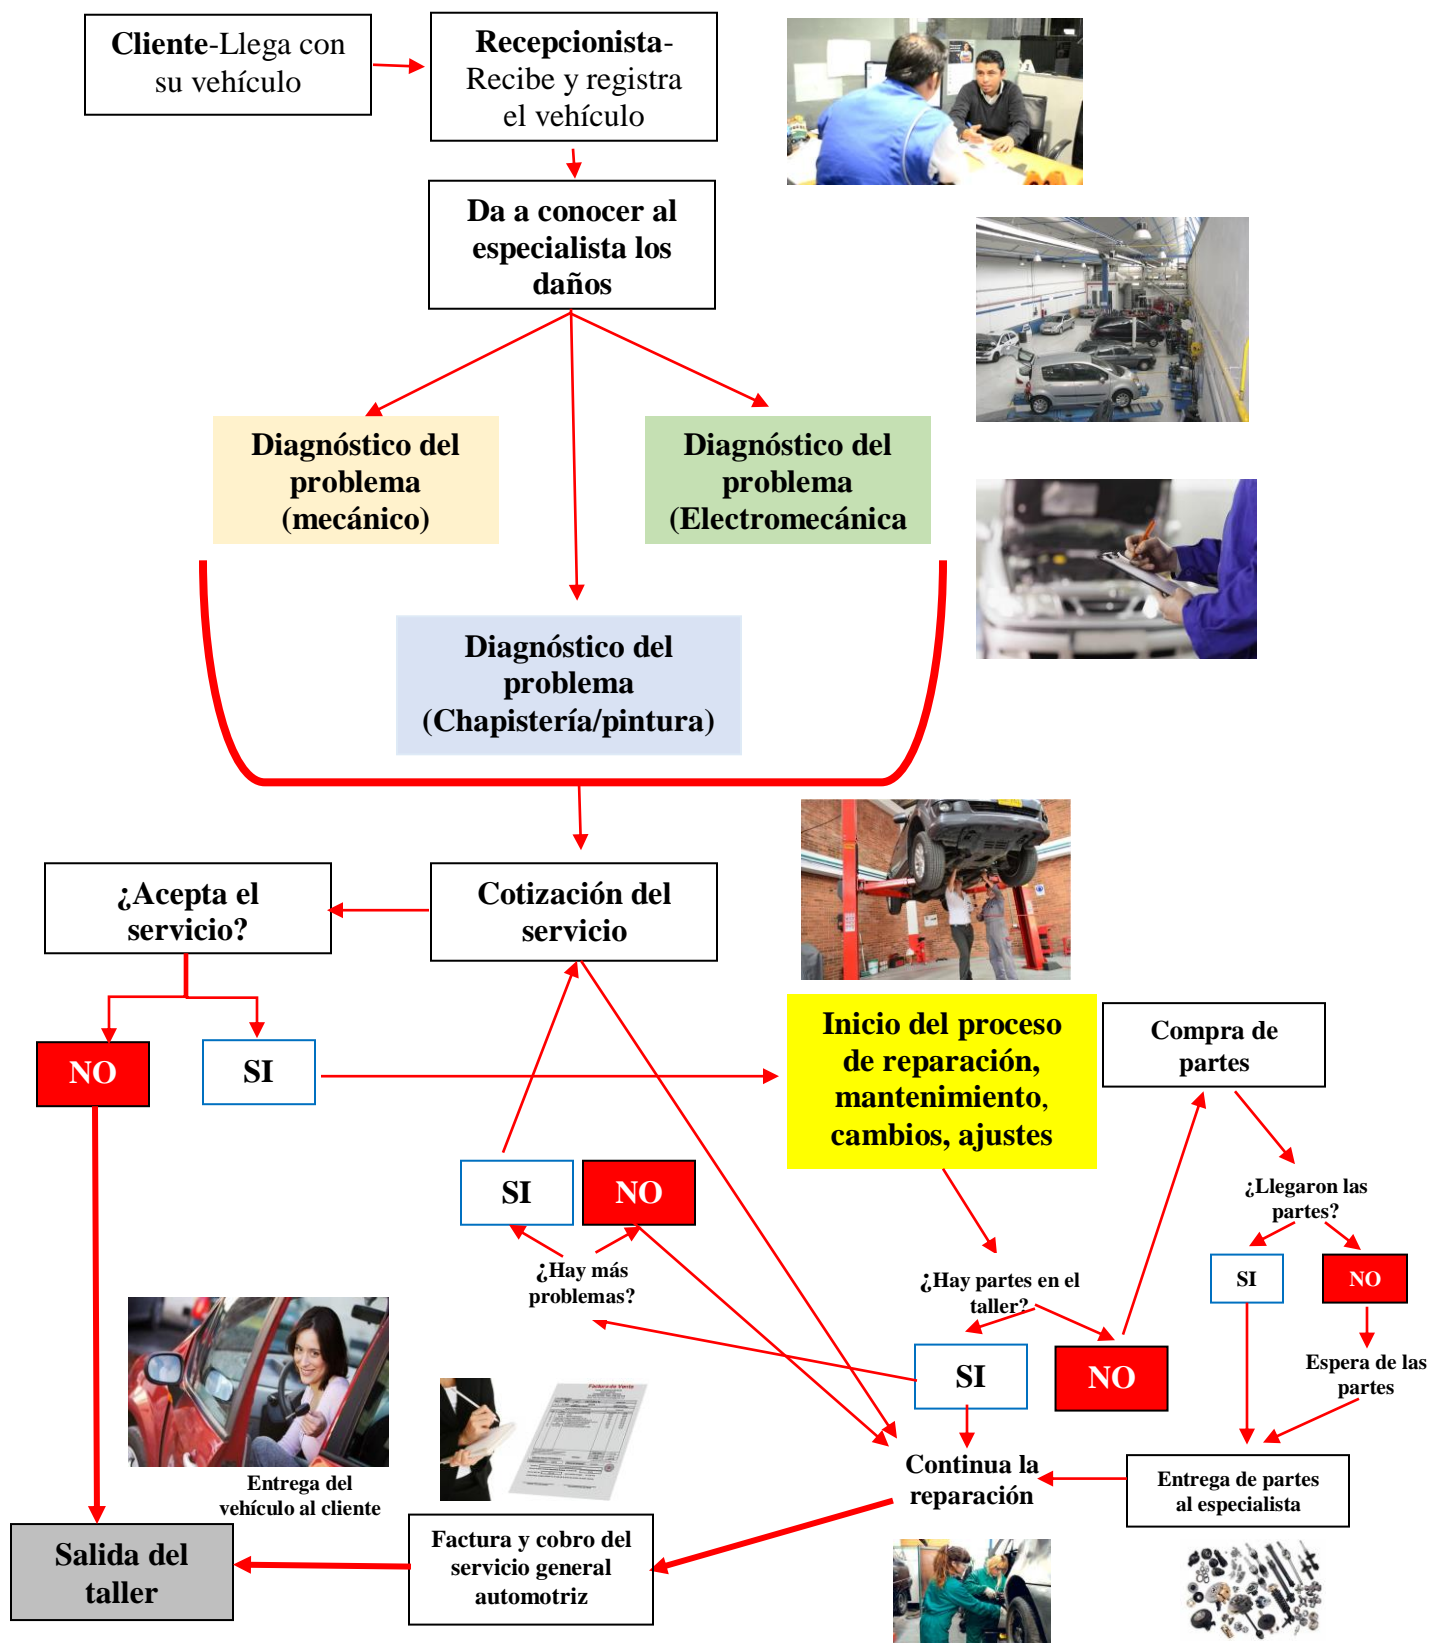 Cliente-Llega con
su vehículo
Recepcionista-
Recibe y registra
el vehículo
Da a conocer al
especialista los
daños
Diagnóstico del
problema
(mecánico)
Diagnóstico del
problema
(Electromecánica
Diagnóstico del
problema
(Chapistería/pintura)
¿Acepta el
servicio?
Cotización del
servicio
NO
SI
Inicio del proceso
de reparación,
mantenimiento,
cambios, ajustes
Compra de
partes
SI
NO
¿Hay más
problemas?
¿Llegaron las
partes?
SI
NO
¿Hay partes en el
taller?
SI
NO
Espera de las
partes
Factura de Venta
Entrega del
vehículo al cliente
Continua la
reparación
Entrega de partes
al especialista
Salida del
taller
Factura y cobro del
servicio general
automotriz